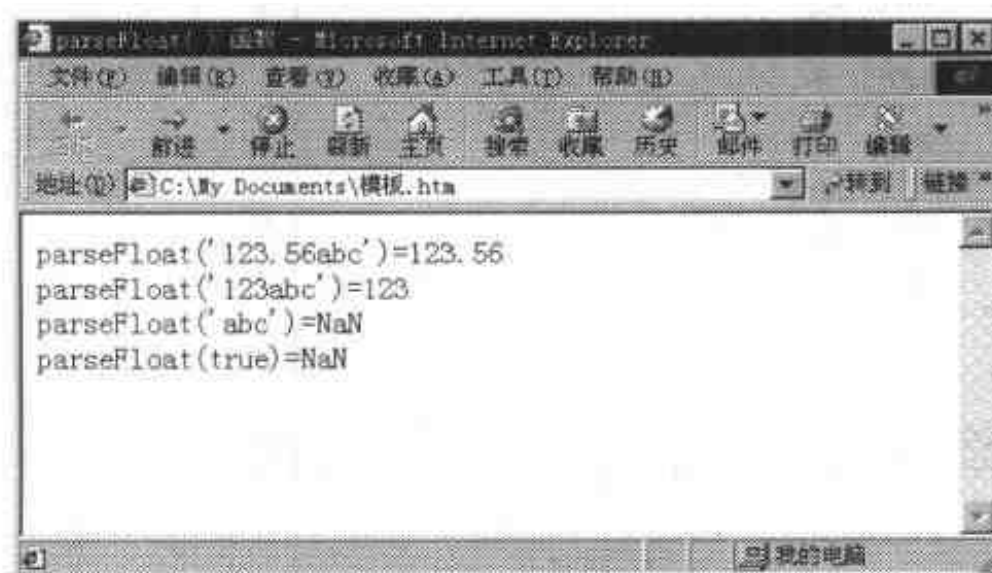 parseFloat( )函数 - Microsoft Internet Explorer
文件(F) 编辑(E) 查看(V) 收藏(A) 工具(T) 帮助(H)
前进 停止 刷新 主页 搜索 收藏 历史 邮件 打印 编辑
地址(D) C:\My Documents\模板.htm 转到 链接
parseFloat('123.56abc')=123.56
parseFloat('123abc')=123
parseFloat('abc')=NaN
parseFloat(true)=NaN
我的电脑